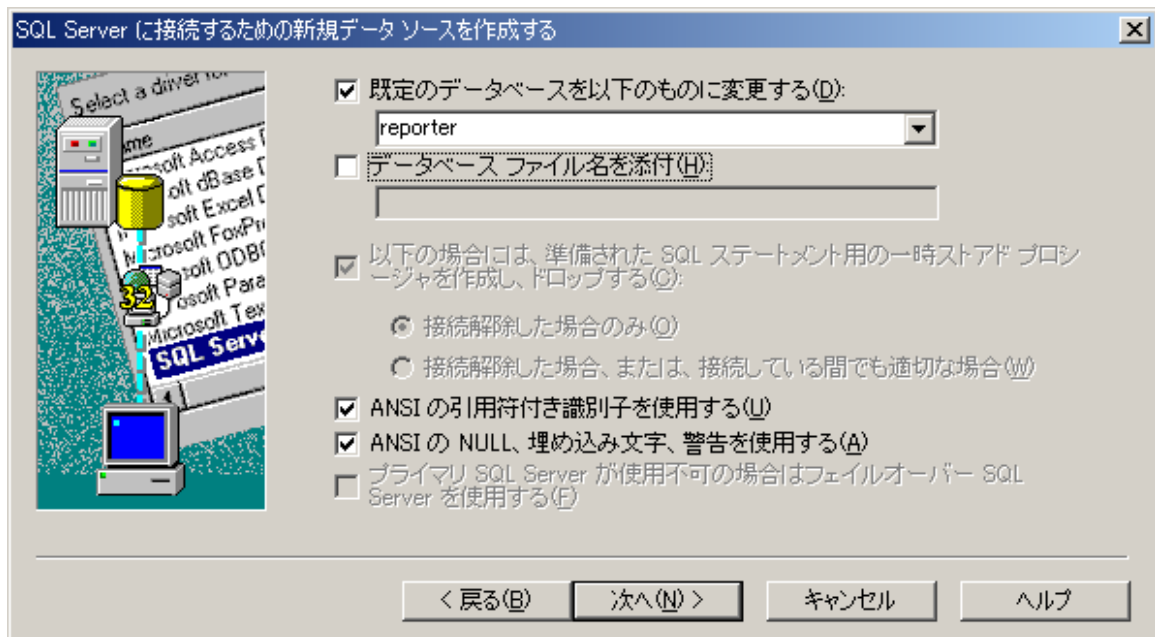 SQL Server に接続するための新規データ ソースを作成する
Select a driver for
ame
Microsoft Access
soft dBase
soft Excel
Microsoft FoxPro
soft ODBC
osoft Para
Microsoft Tex
SQL Serv
32
既定のデータベースを以下のものに変更する(D):
reporter
データベース ファイル名を添付(H):
以下の場合には、準備された SQL ステートメント用の一時ストアド プロシ
ージャを作成し、ドロップする(C):
接続解除した場合のみ(O)
接続解除した場合、または、接続している間でも適切な場合(W)
ANSI の引用符付き識別子を使用する(U)
ANSI の NULL、埋め込み文字、警告を使用する(A)
プライマリ SQL Server が使用不可の場合はフェイルオーバー SQL
Server を使用する(F)
< 戻る(B)
次へ(N) >
キャンセル
ヘルプ